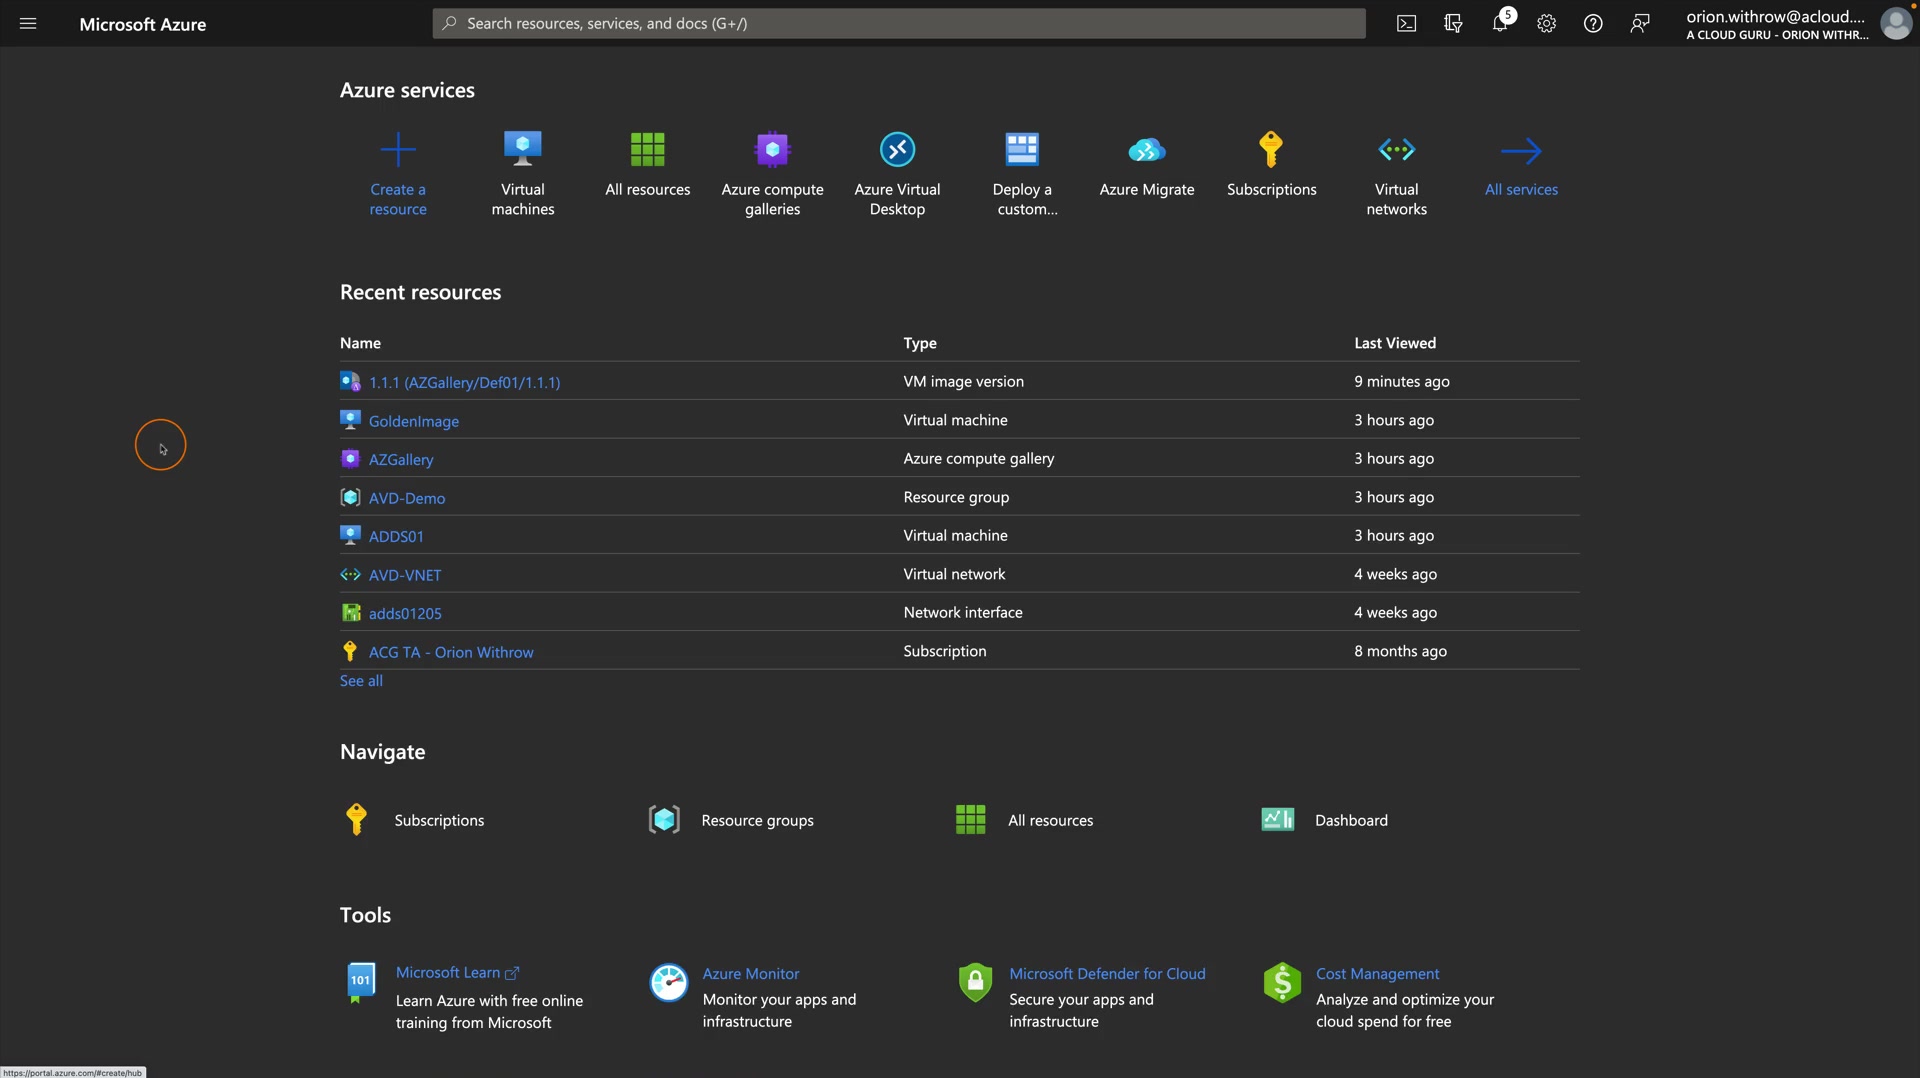 Microsoft Azure
Search resources, services, and docs (G+/)
5
orion.withrow@acloud....
A CLOUD GURU - ORION WITHR...
Azure services
Create a
resource
Virtual
machines
All resources
Azure compute
galleries
Azure Virtual
Desktop
Deploy a
custom...
Azure Migrate
Subscriptions
Virtual
networks
All services
Recent resources
Name Type Last Viewed
1.1.1 (AZGallery/Def01/1.1.1) VM image version 9 minutes ago
GoldenImage Virtual machine 3 hours ago
AZGallery Azure compute gallery 3 hours ago
AVD-Demo Resource group 3 hours ago
ADDS01 Virtual machine 3 hours ago
AVD-VNET Virtual network 4 weeks ago
adds01205 Network interface 4 weeks ago
ACG TA - Orion Withrow Subscription 8 months ago
See all
Navigate
Subscriptions Resource groups All resources Dashboard
Tools
101
Microsoft Learn
Learn Azure with free online
training from Microsoft
Azure Monitor
Monitor your apps and
infrastructure
Microsoft Defender for Cloud
Secure your apps and
infrastructure
$
Cost Management
Analyze and optimize your
cloud spend for free
https://portal.azure.com/#create/hub